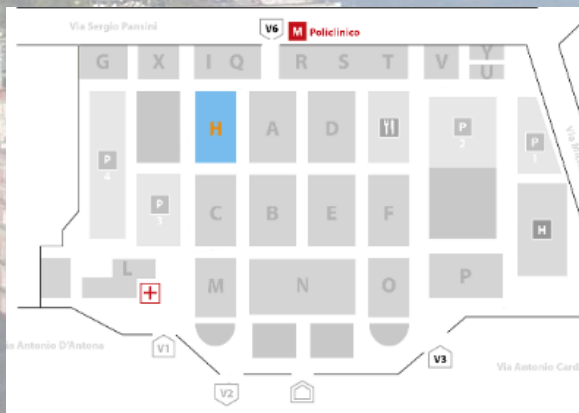 Via Sergio Pansini
V6 M Policlinico
G X I Q R S T V Y
U
H A D P 2 P 1
P 4
P 3
C B E F H
L M N O P
V1 V2 V3
Via Antonio D'Antona
Via Antonio Card